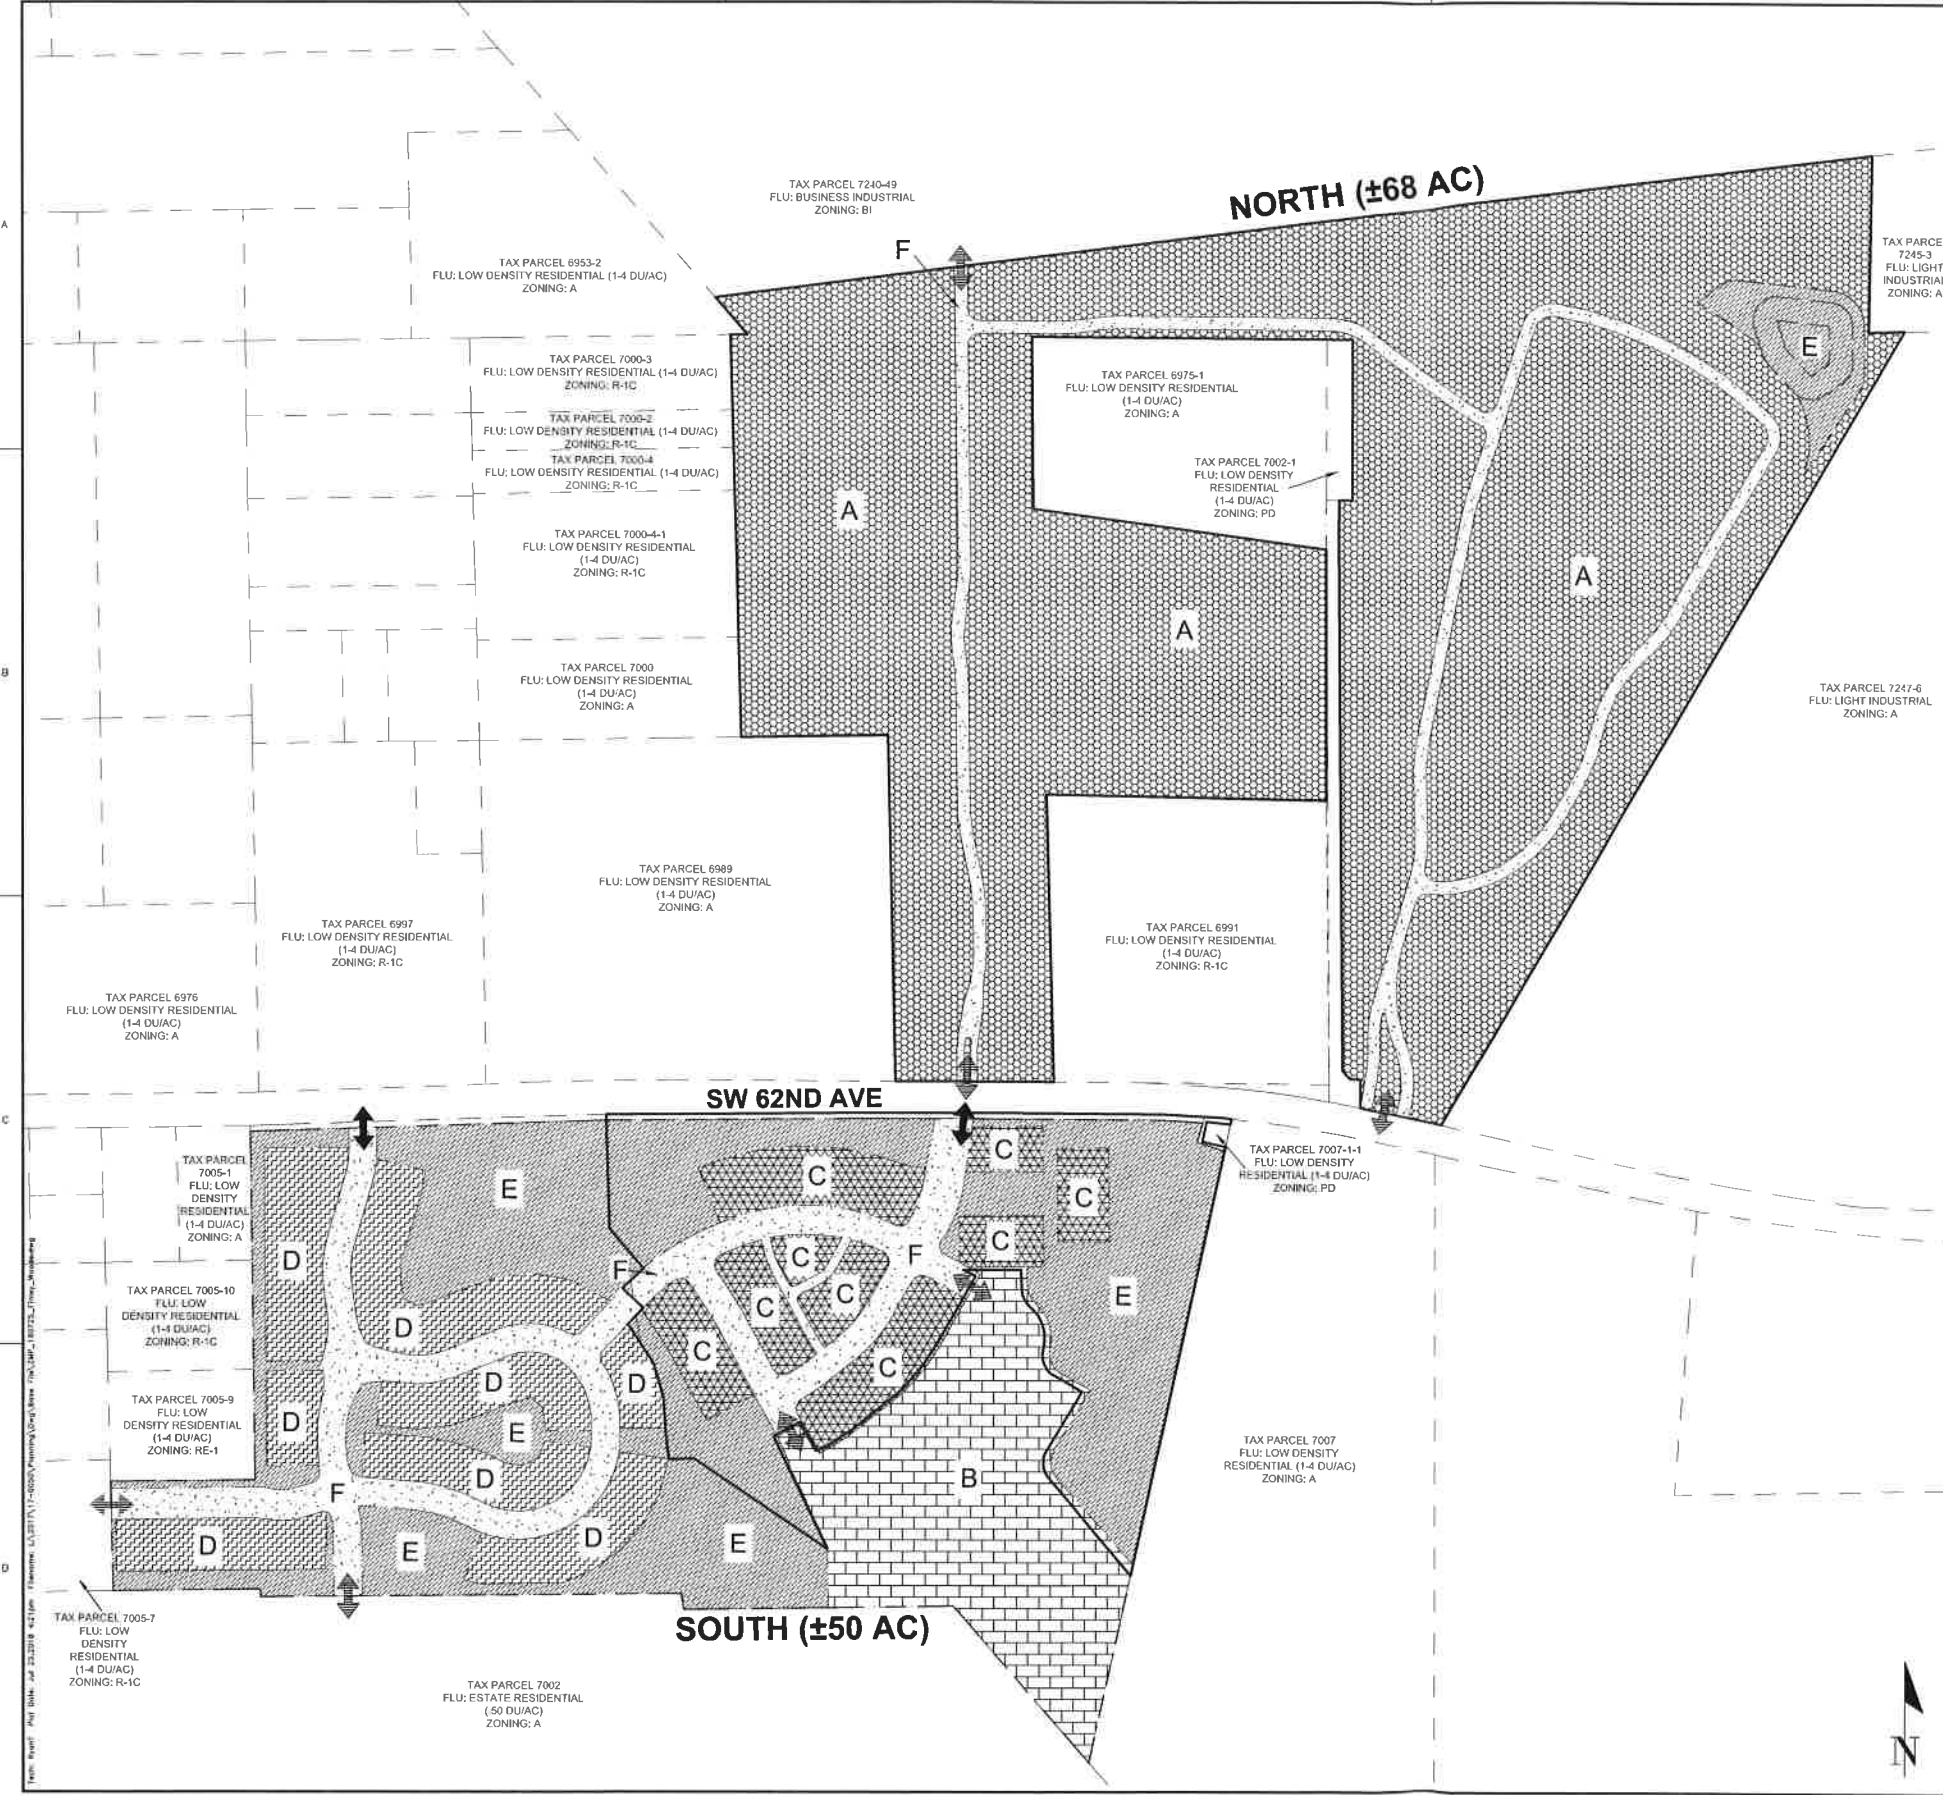 NORTH (±68 AC)
TAX PARCEL 7240-49
FLU: BUSINESS INDUSTRIAL
ZONING: BI
A
F
TAX PARCEL 6953-2
FLU: LOW DENSITY RESIDENTIAL (1-4 DU/AC)
ZONING: A
TAX PARCE
7245-3
FLU: LIGHT
INDUSTRIAL
ZONING: A
E
TAX PARCEL 7000-3
FLU: LOW DENSITY RESIDENTIAL (1-4 DU/AC)
ZONING: R-1C
TAX PARCEL 6975-1
FLU: LOW DENSITY RESIDENTIAL
(1-4 DU/AC)
ZONING: A
TAX PARCEL 7000-2
FLU: LOW DENSITY RESIDENTIAL (1-4 DU/AC)
ZONING: R-1C
TAX PARCEL 7000-4
FLU: LOW DENSITY RESIDENTIAL (1-4 DU/AC)
ZONING: R-1C
TAX PARCEL 7002-1
FLU: LOW DENSITY
RESIDENTIAL
(1-4 DU/AC)
ZONING: PD
A
TAX PARCEL 7000-4-1
FLU: LOW DENSITY RESIDENTIAL
(1-4 DU/AC)
ZONING: R-1C
A
A
B
TAX PARCEL 7000
FLU: LOW DENSITY RESIDENTIAL
(1-4 DU/AC)
ZONING: A
TAX PARCEL 7247-6
FLU: LIGHT INDUSTRIAL
ZONING: A
TAX PARCEL 6989
FLU: LOW DENSITY RESIDENTIAL
(1-4 DU/AC)
ZONING: A
TAX PARCEL 6997
FLU: LOW DENSITY RESIDENTIAL
(1-4 DU/AC)
ZONING: R-1C
TAX PARCEL 6991
FLU: LOW DENSITY RESIDENTIAL
(1-4 DU/AC)
ZONING: R-1C
TAX PARCEL 6976
FLU: LOW DENSITY RESIDENTIAL
(1-4 DU/AC)
ZONING: A
SW 62ND AVE
C
TAX PARCEL
7005-1
FLU: LOW
DENSITY
RESIDENTIAL
(1-4 DU/AC)
ZONING: A
E
C
C
C
C
TAX PARCEL 7007-1-1
FLU: LOW DENSITY
RESIDENTIAL (1-4 DU/AC)
ZONING: PD
D
F
C
F
C
C
E
TAX PARCEL 7005-10
FLU: LOW
DENSITY RESIDENTIAL
(1-4 DU/AC)
ZONING: R-1C
D
C
C
C
D
D
TAX PARCEL 7005-9
FLU: LOW
DENSITY RESIDENTIAL
(1-4 DU/AC)
ZONING: RE-1
D
E
D
B
F
TAX PARCEL 7007
FLU: LOW DENSITY
RESIDENTIAL (1-4 DU/AC)
ZONING: A
D
E
D
E
D
SOUTH (±50 AC)
TAX PARCEL 7005-7
FLU: LOW
DENSITY
RESIDENTIAL
(1-4 DU/AC)
ZONING: R-1C
TAX PARCEL 7002
FLU: ESTATE RESIDENTIAL
(.50 DU/AC)
ZONING: A
N